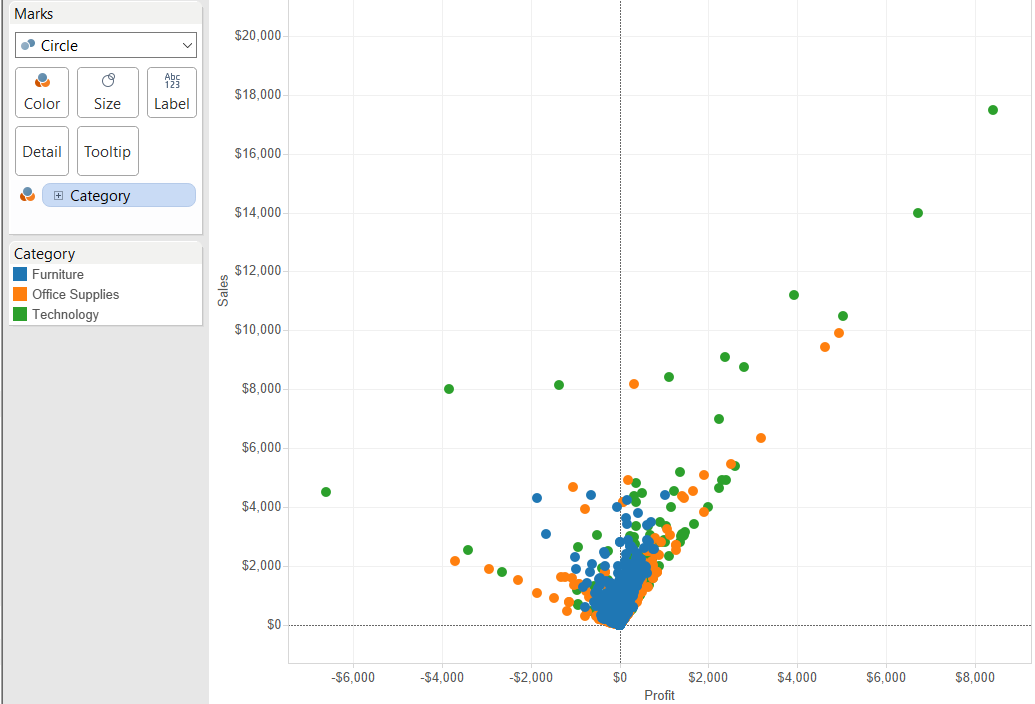 Marks
Circle
Color
Size
Abc
123
Label
Detail
Tooltip
Category
Category
Furniture
Office Supplies
Technology
$20,000
$18,000
$16,000
$14,000
$12,000
$10,000
$8,000
$6,000
$4,000
$2,000
$0
Sales
-$6,000
-$4,000
-$2,000
$0
$2,000
$4,000
$6,000
$8,000
Profit